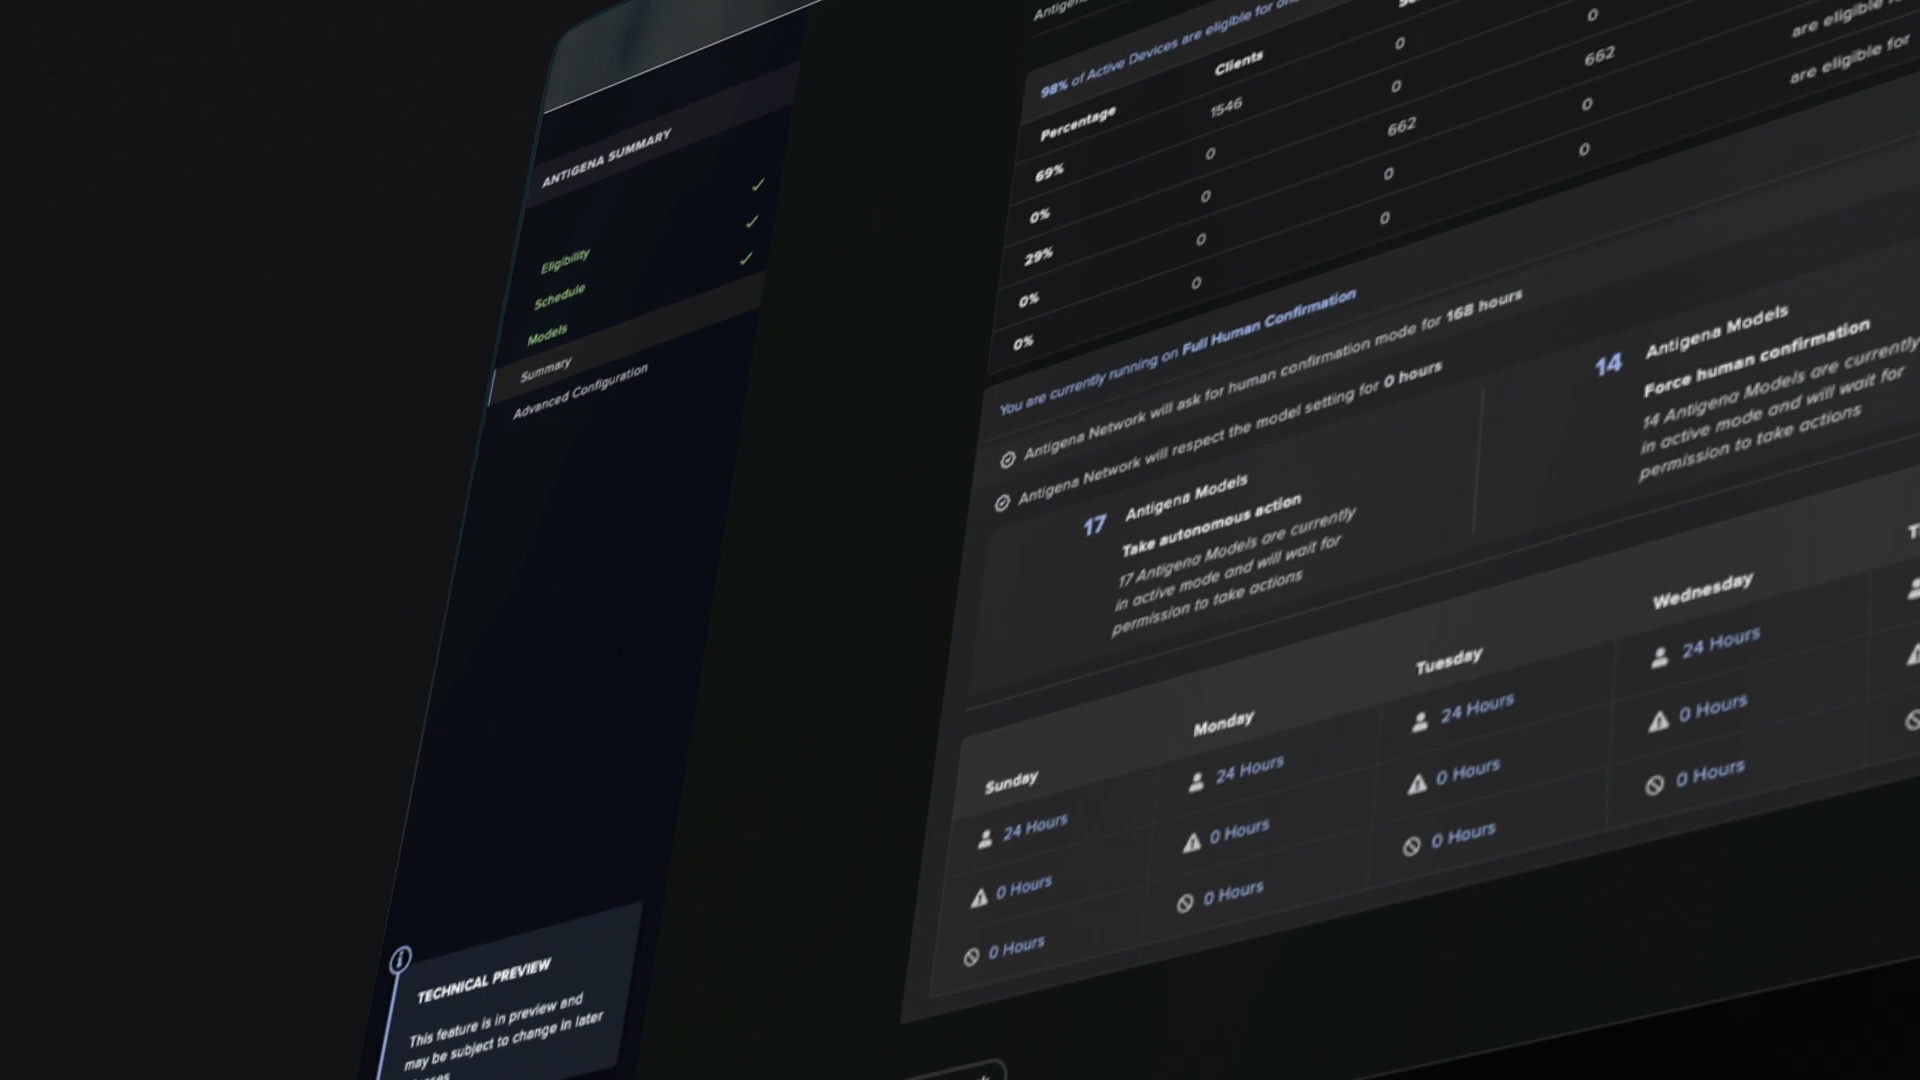 ANTIGENA SUMMARY
Eligibility
Schedule
Models
Summary
Advanced Configuration
TECHNICAL PREVIEW
This feature is in preview and
may be subject to change in later
98% of Active Devices are eligible for
Percentage Clients
69% 1546 0 0
0% 0 0 662 are eligible
29% 0 662 0 are eligible for
0% 0 0 0
0% 0 0
You are currently running on Full Human Confirmation
Antigena Network will ask for human confirmation mode for 168 hours
Antigena Network will respect the model setting for 0 hours
17 Antigena Models
Take autonomous action
17 Antigena Models are currently
in active mode and will wait for
permission to take actions
14 Antigena Models
Force human confirmation
14 Antigena Models are currently
in active mode and will wait for
permission to take actions
Sunday Monday Tuesday Wednesday
24 Hours 24 Hours 24 Hours 24 Hours
0 Hours 0 Hours 0 Hours 0 Hours
0 Hours 0 Hours 0 Hours 0 Hours